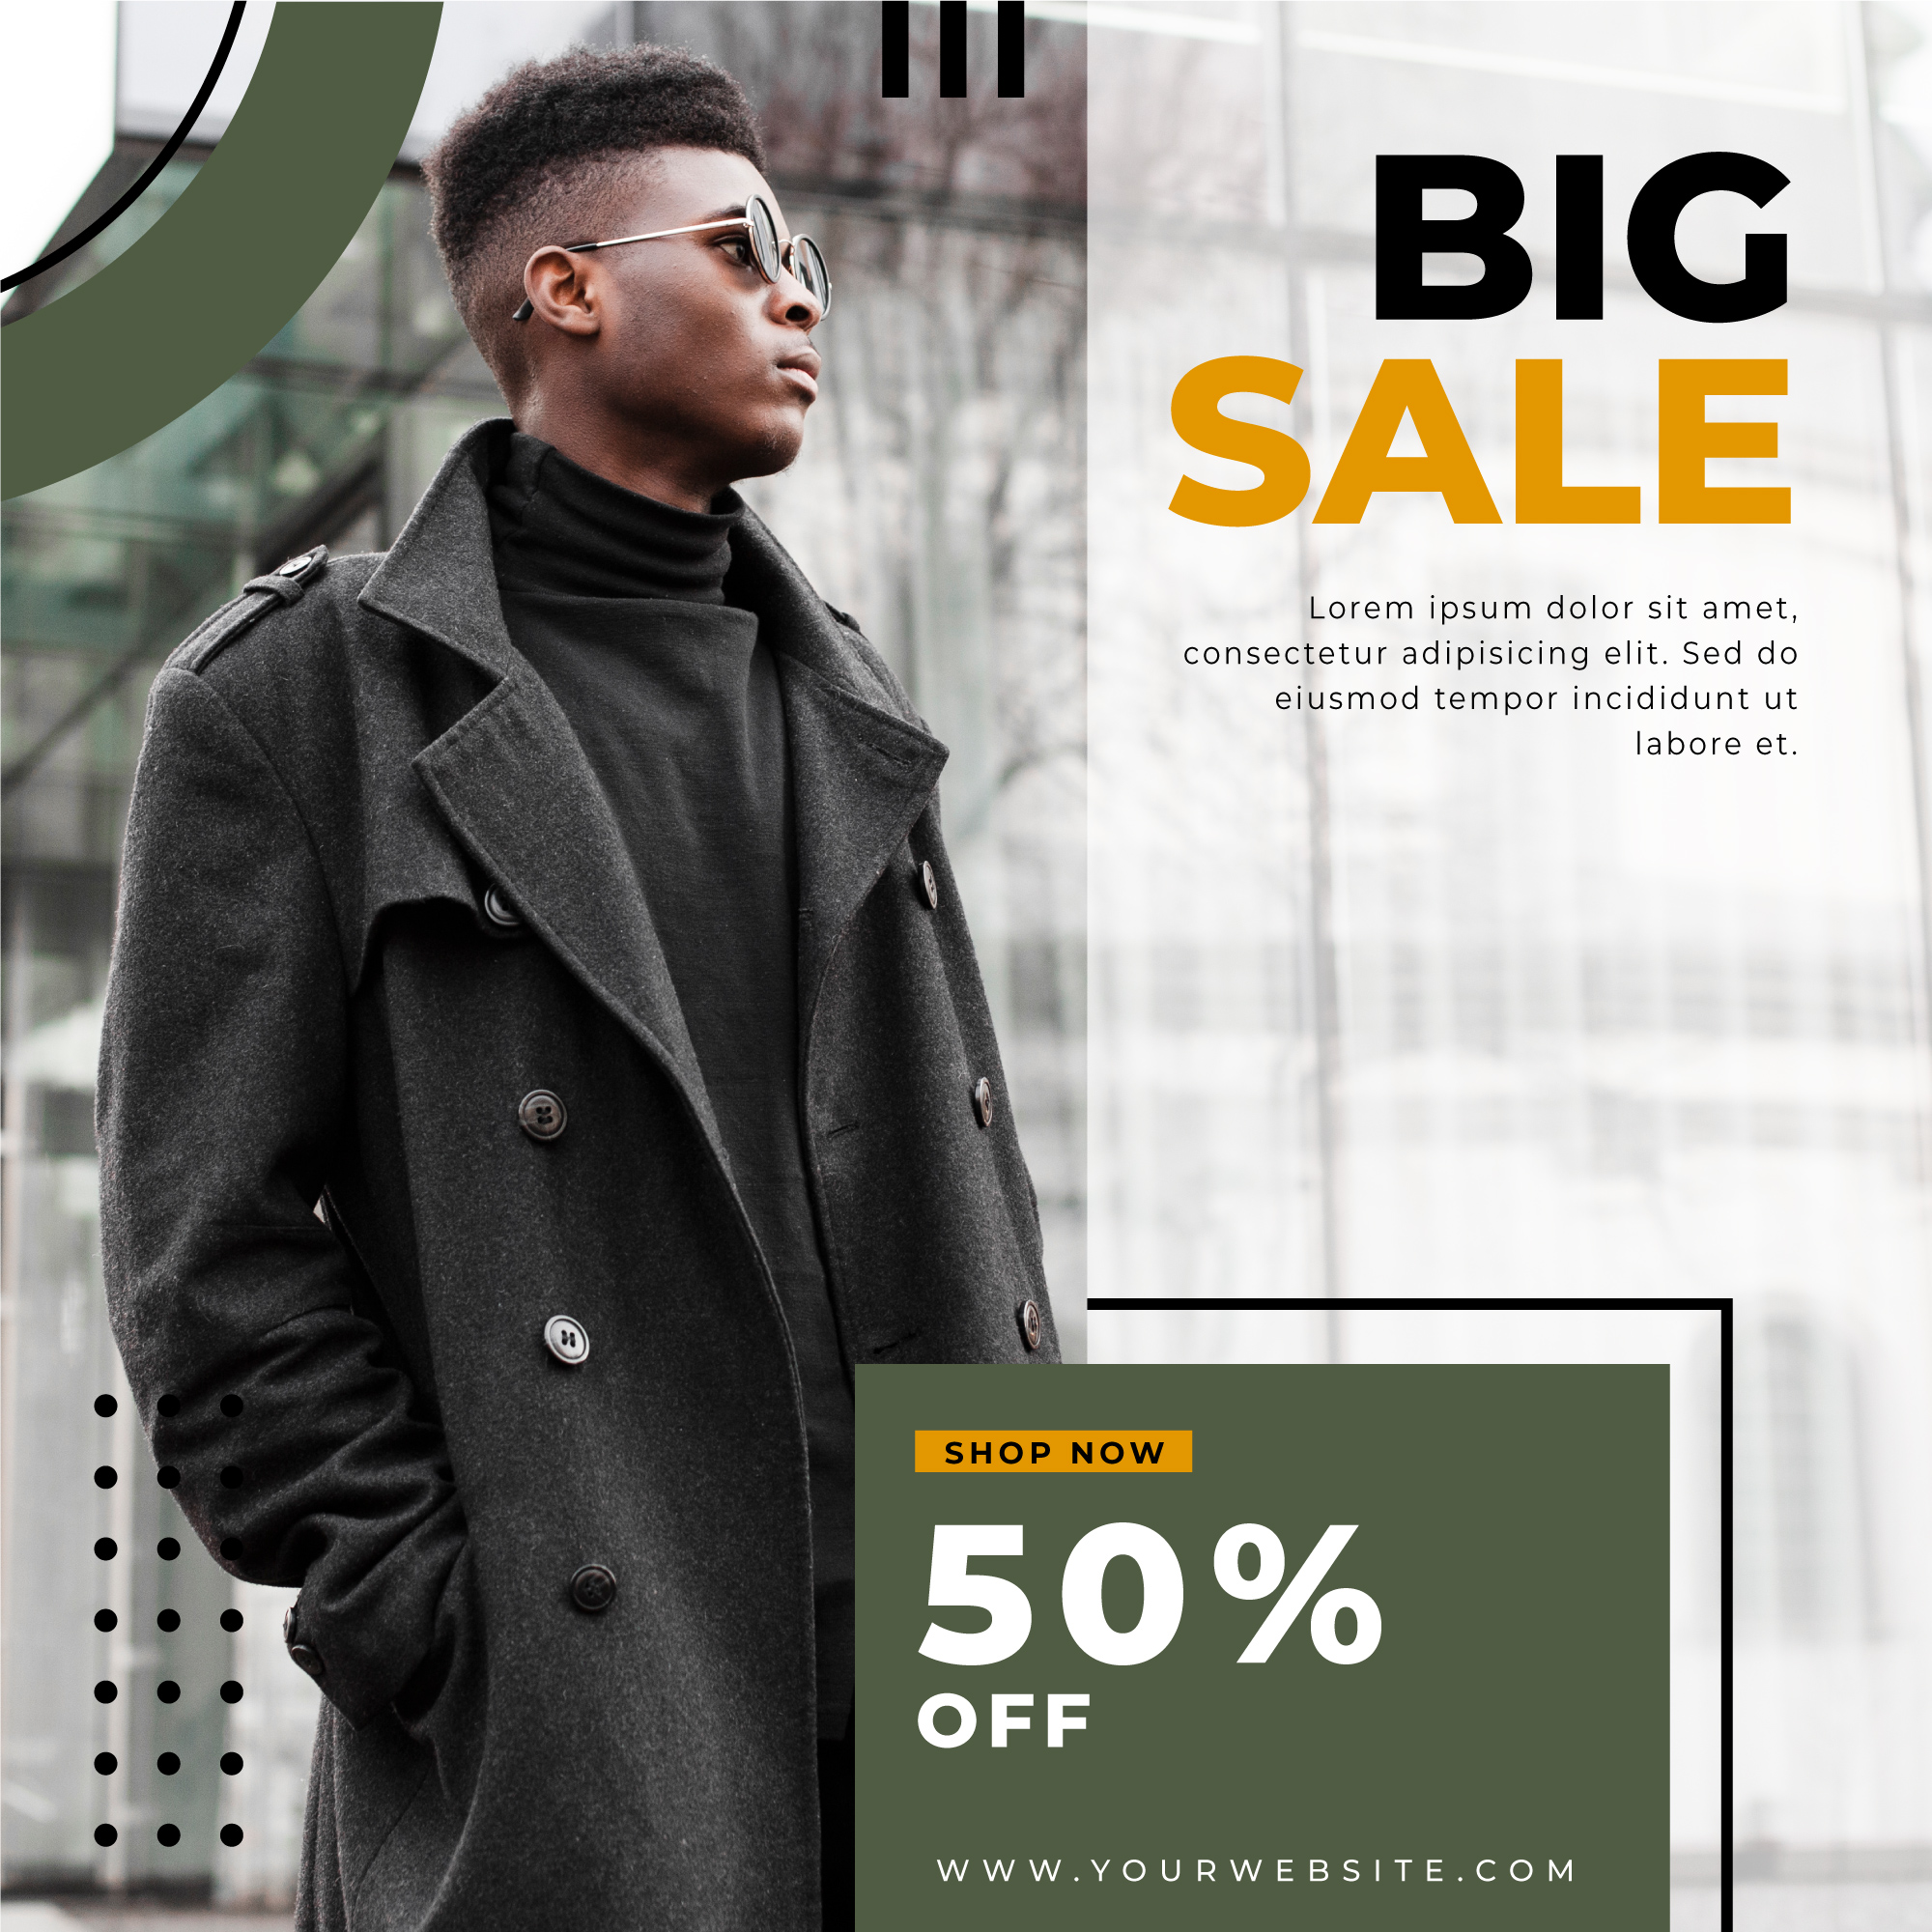 BIG
SALE
Lorem ipsum dolor sit amet,
consectetur adipisicing elit. Sed do
eiusmod tempor incididunt ut
labore et.
SHOP NOW
50%
OFF
WWW.YOURWEBSITE.COM